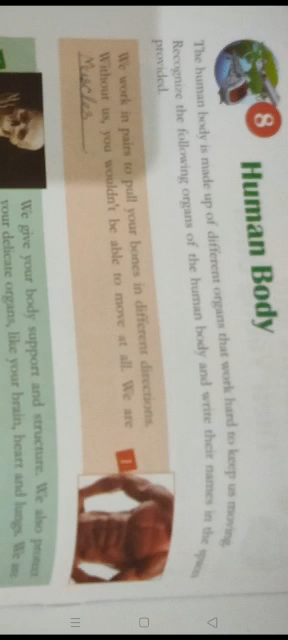 8
Human Body
The human body is made up of different organs that work hard to keep us moving.
Recognize the following organs of the human body and write their names in the space
provided.
1
We work in pairs to pull your bones in different directions.
Without us, you wouldn't be able to move at all. We are
Muscles
We give your body support and structure. We also protect
your delicate organs, like your brain, heart and lungs. We are